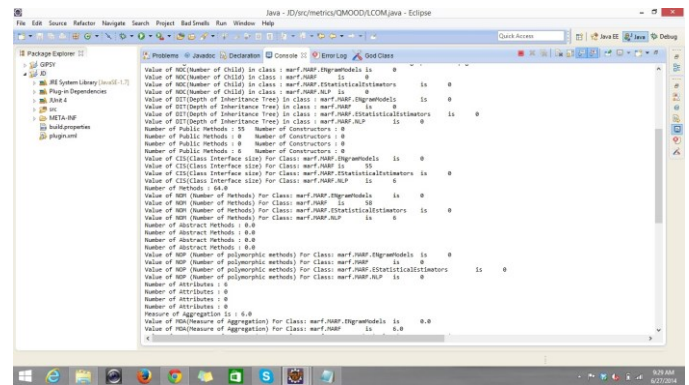 Java - JD/src/metrics/QMOOD/LCOM.java - Eclipse
File Edit Source Refactor Navigate Search Project Bad Smells Run Window Help
Quick Access
Java EE Java Debug
Package Explorer
Problems Javadoc Declaration Console Error Log God Class
GIPSY
JD
JRE System Library [JavaSE-1.7]
Plug-in Dependencies
JUnit 4
src
META-INF
build.properties
plugin.xml
Value of NOC(Number of Child) in class : marf.MARF.ENgramModels is 0
Value of NOC(Number of Child) in class : marf.MARF is 0
Value of NOC(Number of Child) in class : marf.MARF.EStatisticalEstimators is 0
Value of NOC(Number of Child) in class : marf.MARF.NLP is 0
Value of DIT(Depth of Inheritance Tree) in class : marf.MARF.ENgramModels is 0
Value of DIT(Depth of Inheritance Tree) in class : marf.MARF is 0
Value of DIT(Depth of Inheritance Tree) in class : marf.MARF.EStatisticalEstimators is 0
Value of DIT(Depth of Inheritance Tree) in class : marf.MARF.NLP is 0
Number of Public Methods : 55 Number of Constructors : 0
Number of Public Methods : 0 Number of Constructors : 0
Number of Public Methods : 0 Number of Constructors : 0
Number of Public Methods : 6 Number of Constructors : 0
Value of CIS(Class Interface size) For Class: marf.MARF.ENgramModels is 0
Value of CIS(Class Interface size) For Class: marf.MARF is 55
Value of CIS(Class Interface size) For Class: marf.MARF.EStatisticalEstimators is 0
Value of CIS(Class Interface size) For Class: marf.MARF.NLP is 6
Number of Methods : 64.0
Value of NOM (Number of Methods) For Class: marf.MARF.ENgramModels is 0
Value of NOM (Number of Methods) For Class: marf.MARF is 58
Value of NOM (Number of Methods) For Class: marf.MARF.EStatisticalEstimators is 0
Value of NOM (Number of Methods) For Class: marf.MARF.NLP is 6
Number of Abstract Methods : 0.0
Number of Abstract Methods : 0.0
Number of Abstract Methods : 0.0
Number of Abstract Methods : 0.0
Value of NOP (Number of polymorphic methods) For Class: marf.MARF.ENgramModels is 0
Value of NOP (Number of polymorphic methods) For Class: marf.MARF is 0
Value of NOP (Number of polymorphic methods) For Class: marf.MARF.EStatisticalEstimators is 0
Value of NOP (Number of polymorphic methods) For Class: marf.MARF.NLP is 0
Number of Attributes : 6
Number of Attributes : 0
Number of Attributes : 0
Number of Attributes : 0
Measure of Aggregation is : 6.0
Value of MOA(Measure of Aggregation) For Class: marf.MARF.ENgramModels is 0.0
Value of MOA(Measure of Aggregation) For Class: marf.MARF is 6.0
9:29 AM
6/27/2014